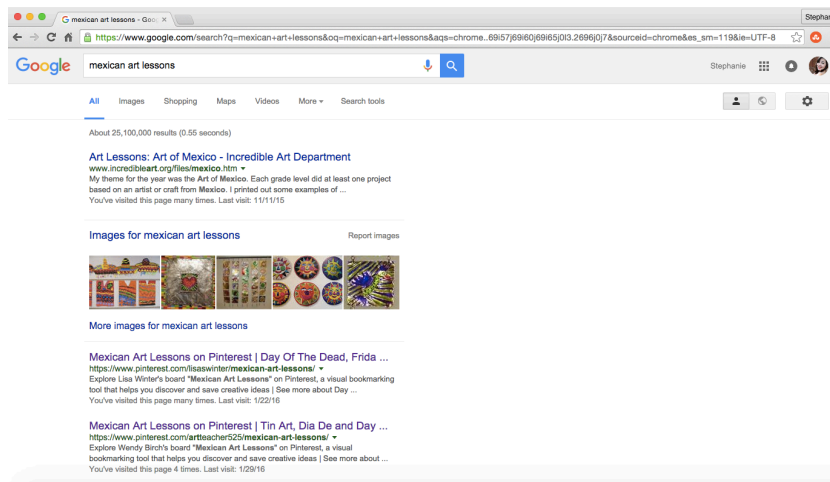 mexican art lessons - Goo
Stephan
https://www.google.com/search?q=mexican+art+lessons&oq=mexican+art+lessons&aqs=chrome..69i57j69i60j69i65j0l3.2696j0j7&sourceid=chrome&es_sm=119&ie=UTF-8
Google
mexican art lessons
Stephanie
All Images Shopping Maps Videos More Search tools
About 25,100,000 results (0.55 seconds)
Art Lessons: Art of Mexico - Incredible Art Department
www.incredibleart.org/files/mexico.htm
My theme for the year was the Art of Mexico. Each grade level did at least one project
based on an artist or craft from Mexico. I printed out some examples of ...
You've visited this page many times. Last visit: 11/11/15
Images for mexican art lessons
Report images
More images for mexican art lessons
Mexican Art Lessons on Pinterest | Day Of The Dead, Frida ...
https://www.pinterest.com/lisaswinter/mexican-art-lessons/
Explore Lisa Winter's board "Mexican Art Lessons" on Pinterest, a visual bookmarking
tool that helps you discover and save creative ideas | See more about Day ...
You've visited this page many times. Last visit: 1/22/16
Mexican Art Lessons on Pinterest | Tin Art, Dia De and Day ...
https://www.pinterest.com/artteacher525/mexican-art-lessons/
Explore Wendy Birch's board "Mexican Art Lessons" on Pinterest, a visual
bookmarking tool that helps you discover and save creative ideas | See more about ...
You've visited this page 4 times. Last visit: 1/29/16